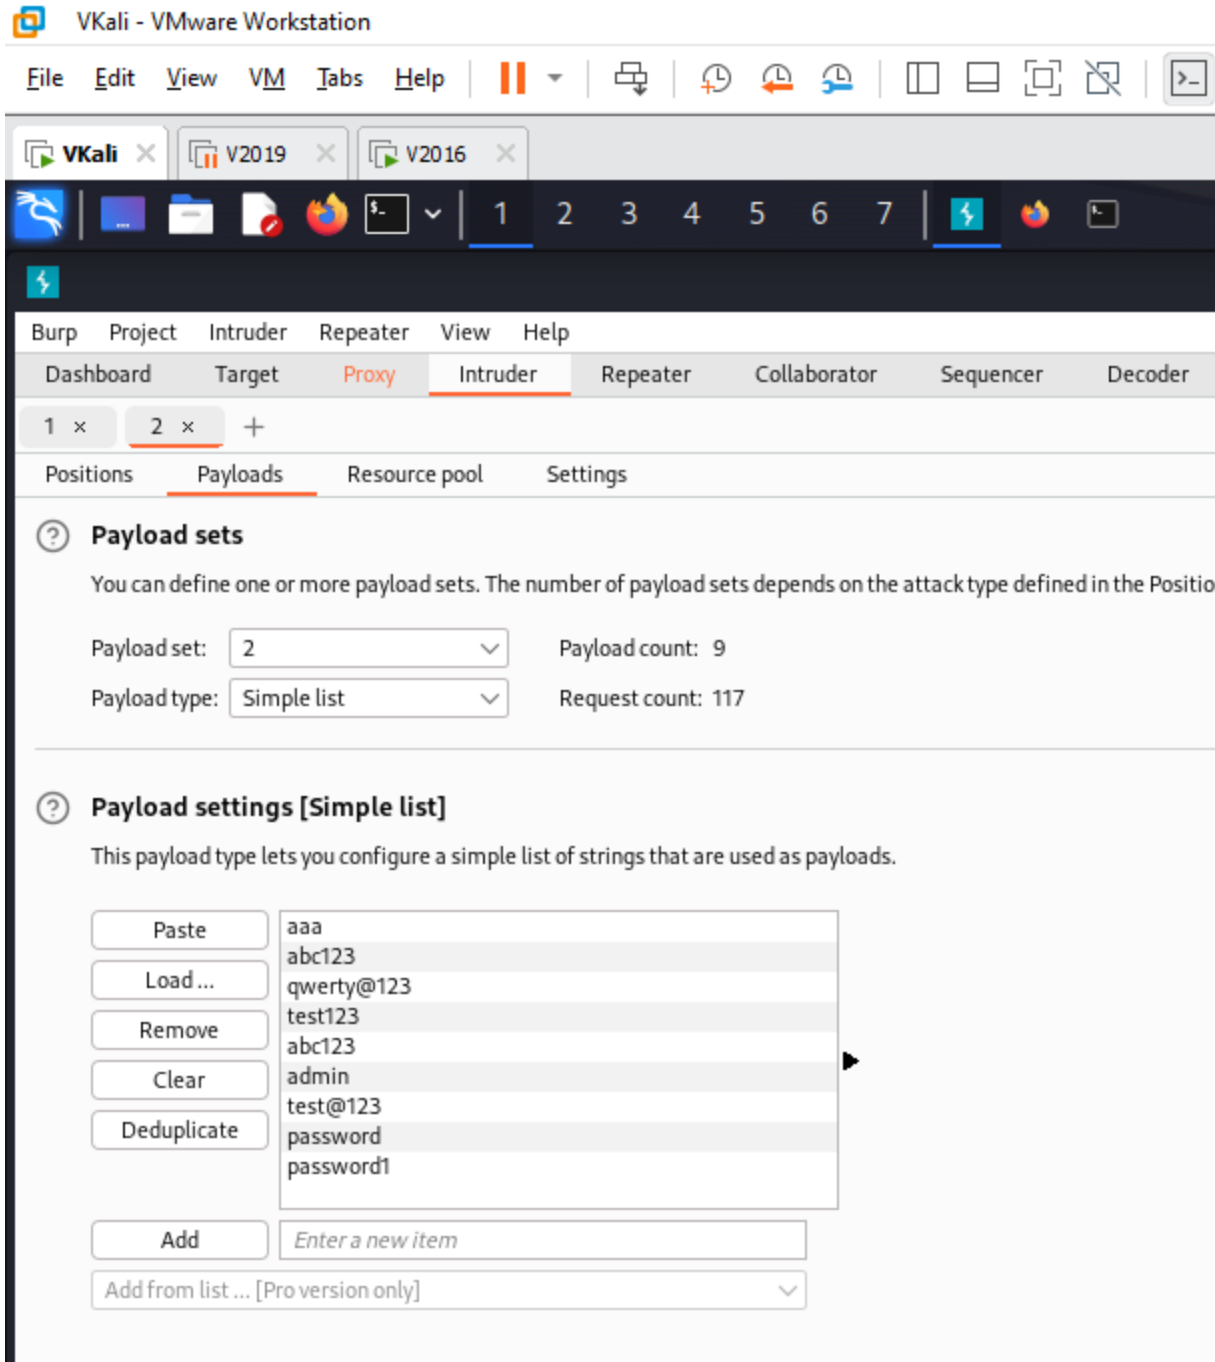 VKali - VMware Workstation
File Edit View VM Tabs Help
VKali V2019 V2016
1 2 3 4 5 6 7
Burp Project Intruder Repeater View Help
Dashboard Target Proxy Intruder Repeater Collaborator Sequencer Decoder
1 × 2 × +
Positions Payloads Resource pool Settings
Payload sets
You can define one or more payload sets. The number of payload sets depends on the attack type defined in the Positio
Payload set: 2 Payload count: 9
Payload type: Simple list Request count: 117
Payload settings [Simple list]
This payload type lets you configure a simple list of strings that are used as payloads.
Paste
Load ...
Remove
Clear
Deduplicate
aaa
abc123
qwerty@123
test123
abc123
admin
test@123
password
password1
Add Enter a new item
Add from list ... [Pro version only]